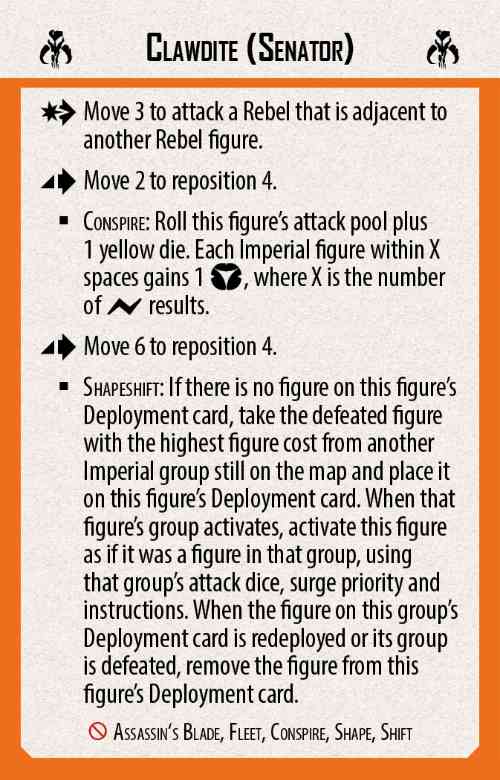 Clawdite (Senator)
Move 3 to attack a Rebel that is adjacent to
another Rebel figure.
Move 2 to reposition 4.
▪ Conspire: Roll this figure's attack pool plus
1 yellow die. Each Imperial figure within X
spaces gains 1 , where X is the number
of results.
Move 6 to reposition 4.
▪ Shapeshift: If there is no figure on this figure's
Deployment card, take the defeated figure
with the highest figure cost from another
Imperial group still on the map and place it
on this figure's Deployment card. When that
figure's group activates, activate this figure
as if it was a figure in that group, using
that group's attack dice, surge priority and
instructions. When the figure on this group's
Deployment card is redeployed or its group
is defeated, remove the figure from this
figure's Deployment card.
Assassin's Blade, Fleet, Conspire, Shape, Shift